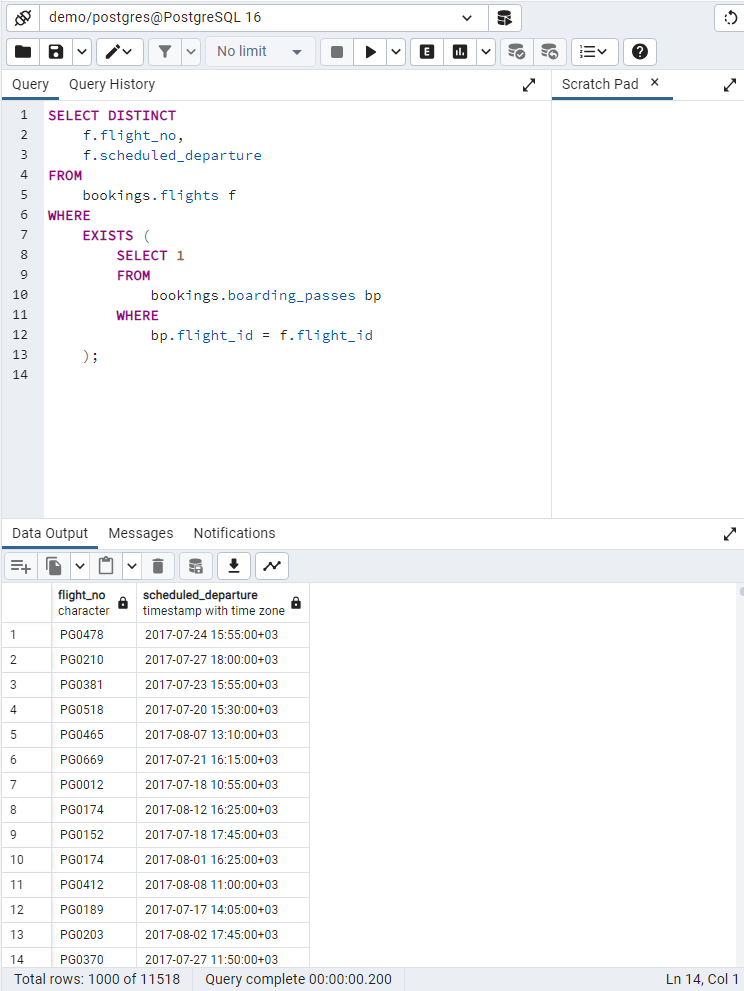 demo/postgres@PostgreSQL 16
No limit
E
Query
Query History
Scratch Pad
1 SELECT DISTINCT
2 f.flight_no,
3 f.scheduled_departure
4 FROM
5 bookings.flights f
6 WHERE
7 EXISTS (
8 SELECT 1
9 FROM
10 bookings.boarding_passes bp
11 WHERE
12 bp.flight_id = f.flight_id
13 );
14
Data Output
Messages
Notifications
flight_no scheduled_departure
character timestamp with time zone
1 PG0478 2017-07-24 15:55:00+03
2 PG0210 2017-07-27 18:00:00+03
3 PG0381 2017-07-23 15:55:00+03
4 PG0518 2017-07-20 15:30:00+03
5 PG0465 2017-08-07 13:10:00+03
6 PG0669 2017-07-21 16:15:00+03
7 PG0012 2017-07-18 10:55:00+03
8 PG0174 2017-08-12 16:25:00+03
9 PG0152 2017-07-18 17:45:00+03
10 PG0174 2017-08-01 16:25:00+03
11 PG0412 2017-08-08 11:00:00+03
12 PG0189 2017-07-17 14:05:00+03
13 PG0203 2017-08-02 17:45:00+03
14 PG0370 2017-07-27 11:50:00+03
Total rows: 1000 of 11518
Query complete 00:00:00.200
Ln 14, Col 1